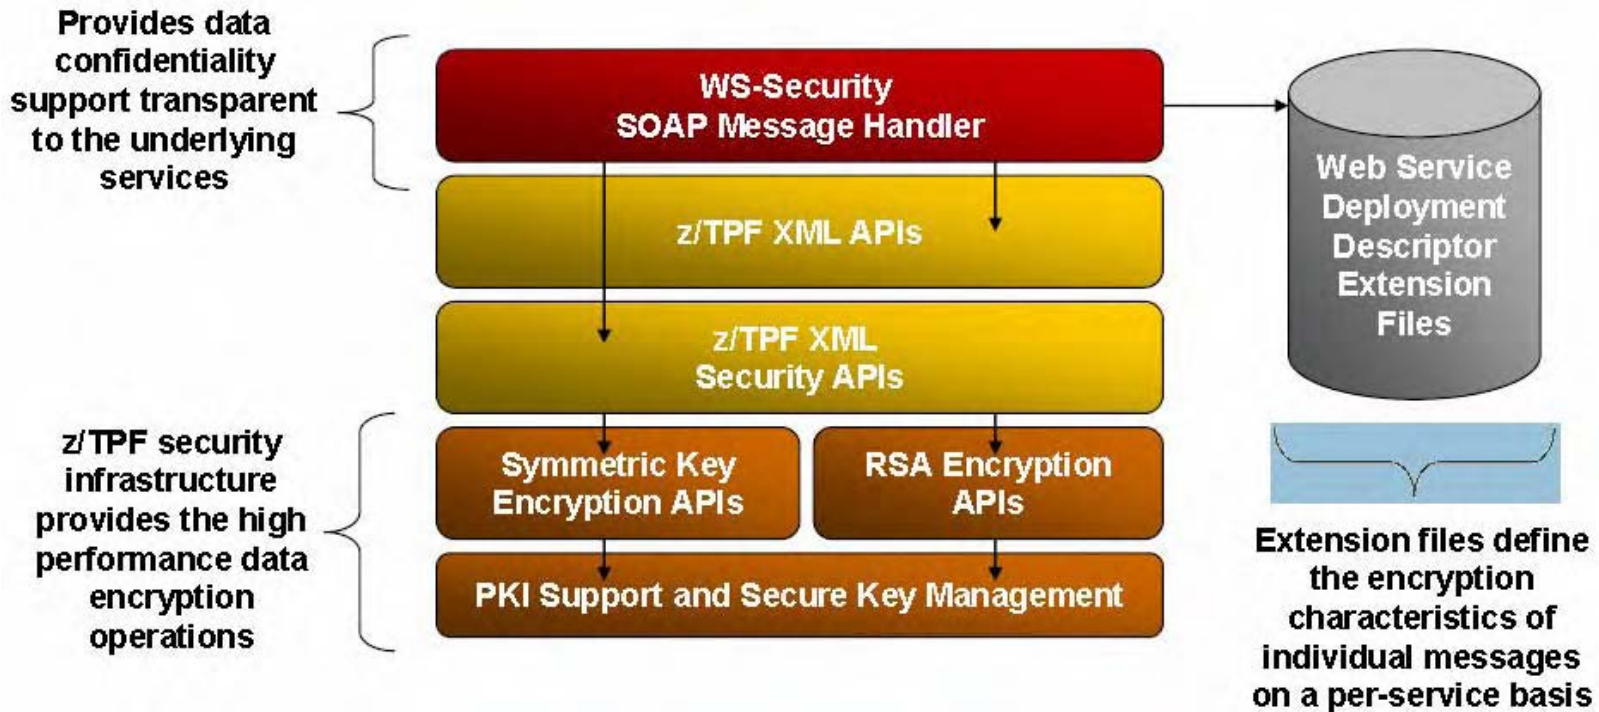 Provides data
confidentiality
support transparent
to the underlying
services
WS-Security
SOAP Message Handler
z/TPF XML APIs
z/TPF XML
Security APIs
Web Service
Deployment
Descriptor
Extension
Files
z/TPF security
infrastructure
provides the high
performance data
encryption
operations
Symmetric Key
Encryption APIs
RSA Encryption
APIs
PKI Support and Secure Key Management
Extension files define
the encryption
characteristics of
individual messages
on a per-service basis